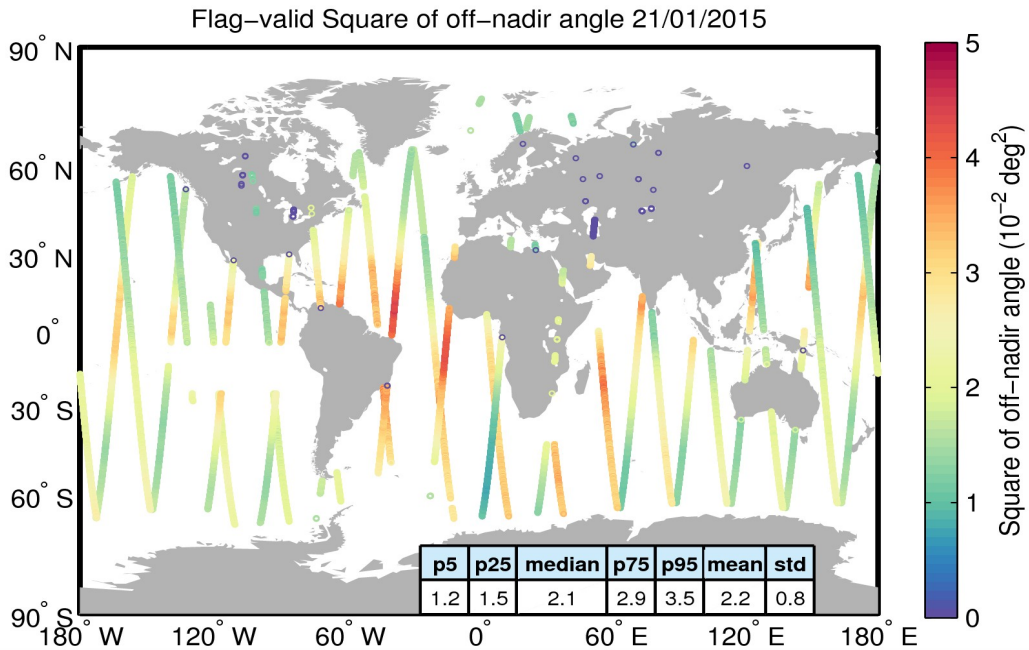 Flag−valid Square of off−nadir angle 21/01/2015
90° N
60° N
30° N
0°
30° S
60° S
90° S
180° W
120° W
60° W
0°
60° E
120° E
180° E
p5 p25 median p75 p95 mean std
1.2 1.5 2.1 2.9 3.5 2.2 0.8
5
4
3
2
1
0
Square of off−nadir angle (10⁻² deg²)